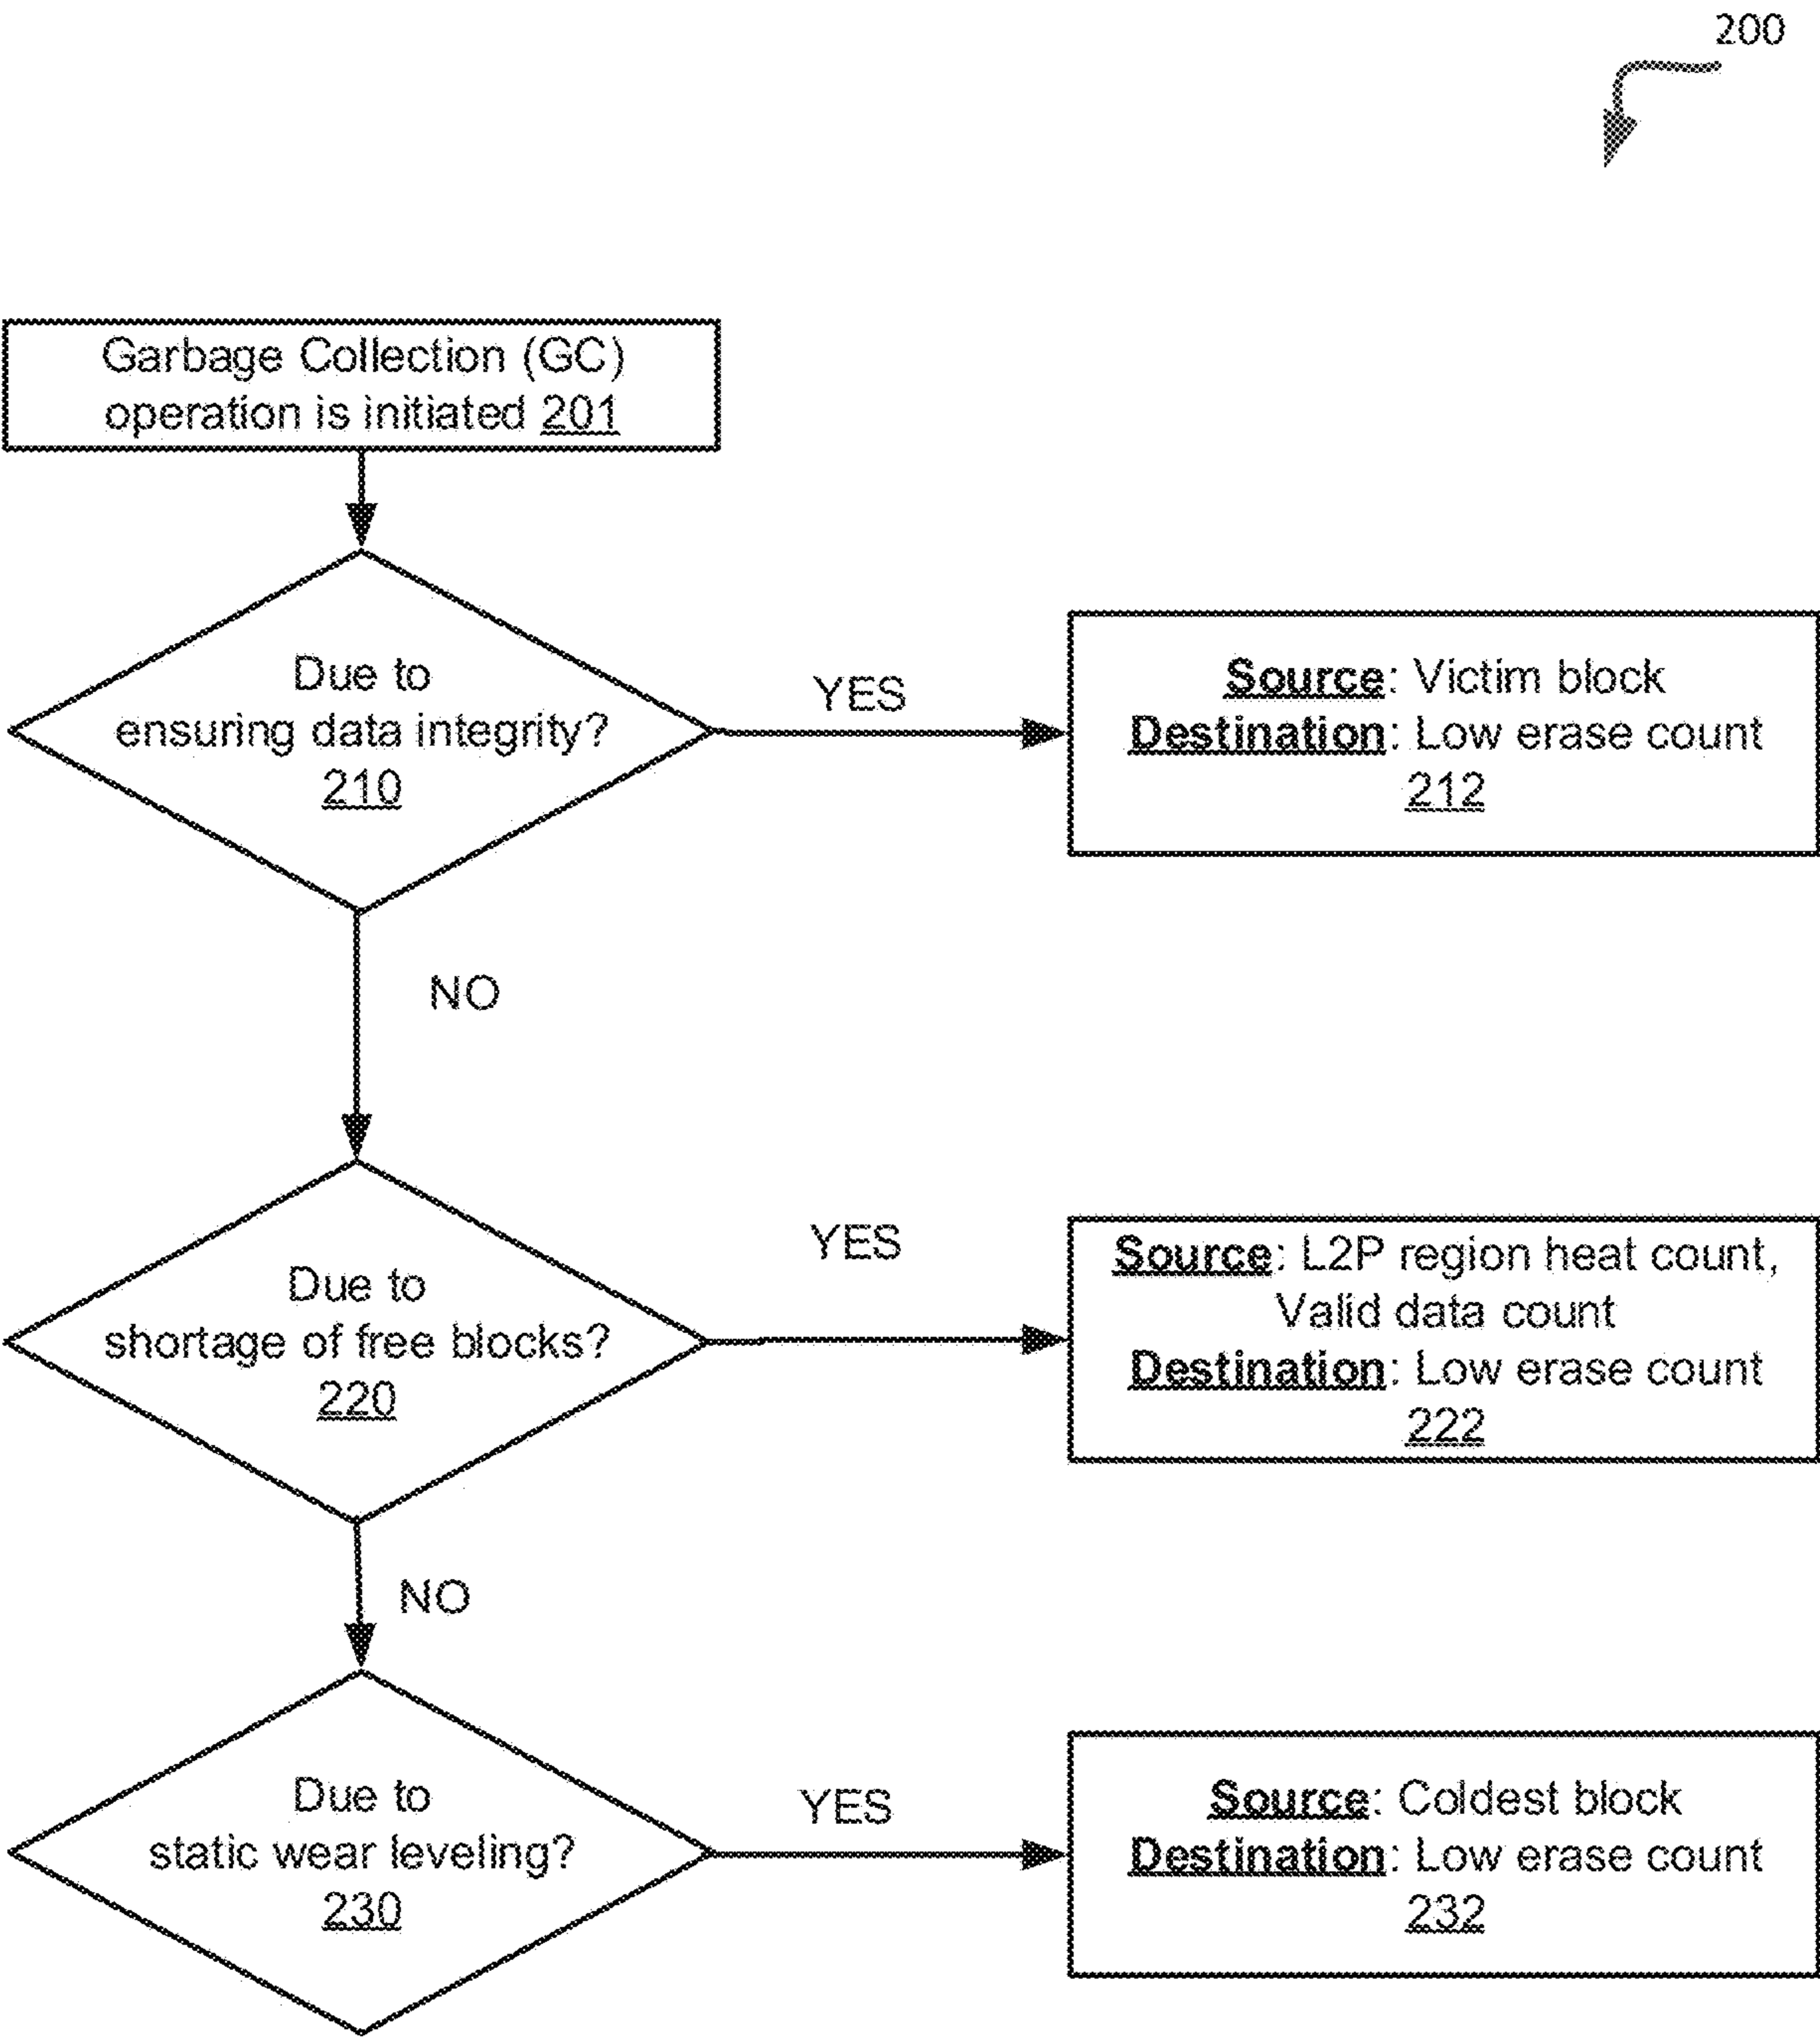 200
Garbage Collection (GC)
operation is initiated 201
Due to
ensuring data integrity?
210
YES
Source: Victim block
Destination: Low erase count
212
NO
Due to
shortage of free blocks?
220
YES
Source: L2P region heat count,
Valid data count
Destination: Low erase count
222
NO
Due to
static wear leveling?
230
YES
Source: Coldest block
Destination: Low erase count
232